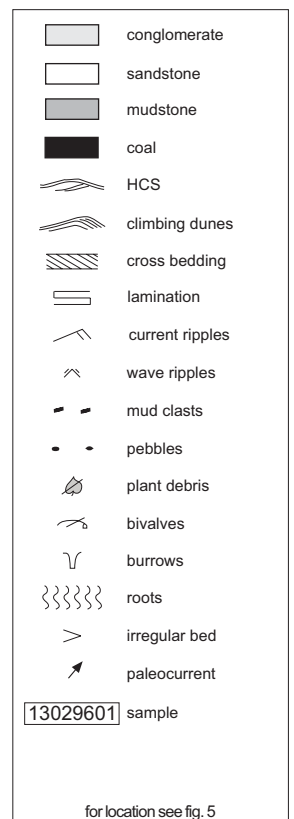 conglomerate
sandstone
mudstone
coal
HCS
climbing dunes
cross bedding
lamination
current ripples
wave ripples
mud clasts
pebbles
plant debris
bivalves
burrows
roots
irregular bed
paleocurrent
13029601 sample
for location see fig. 5